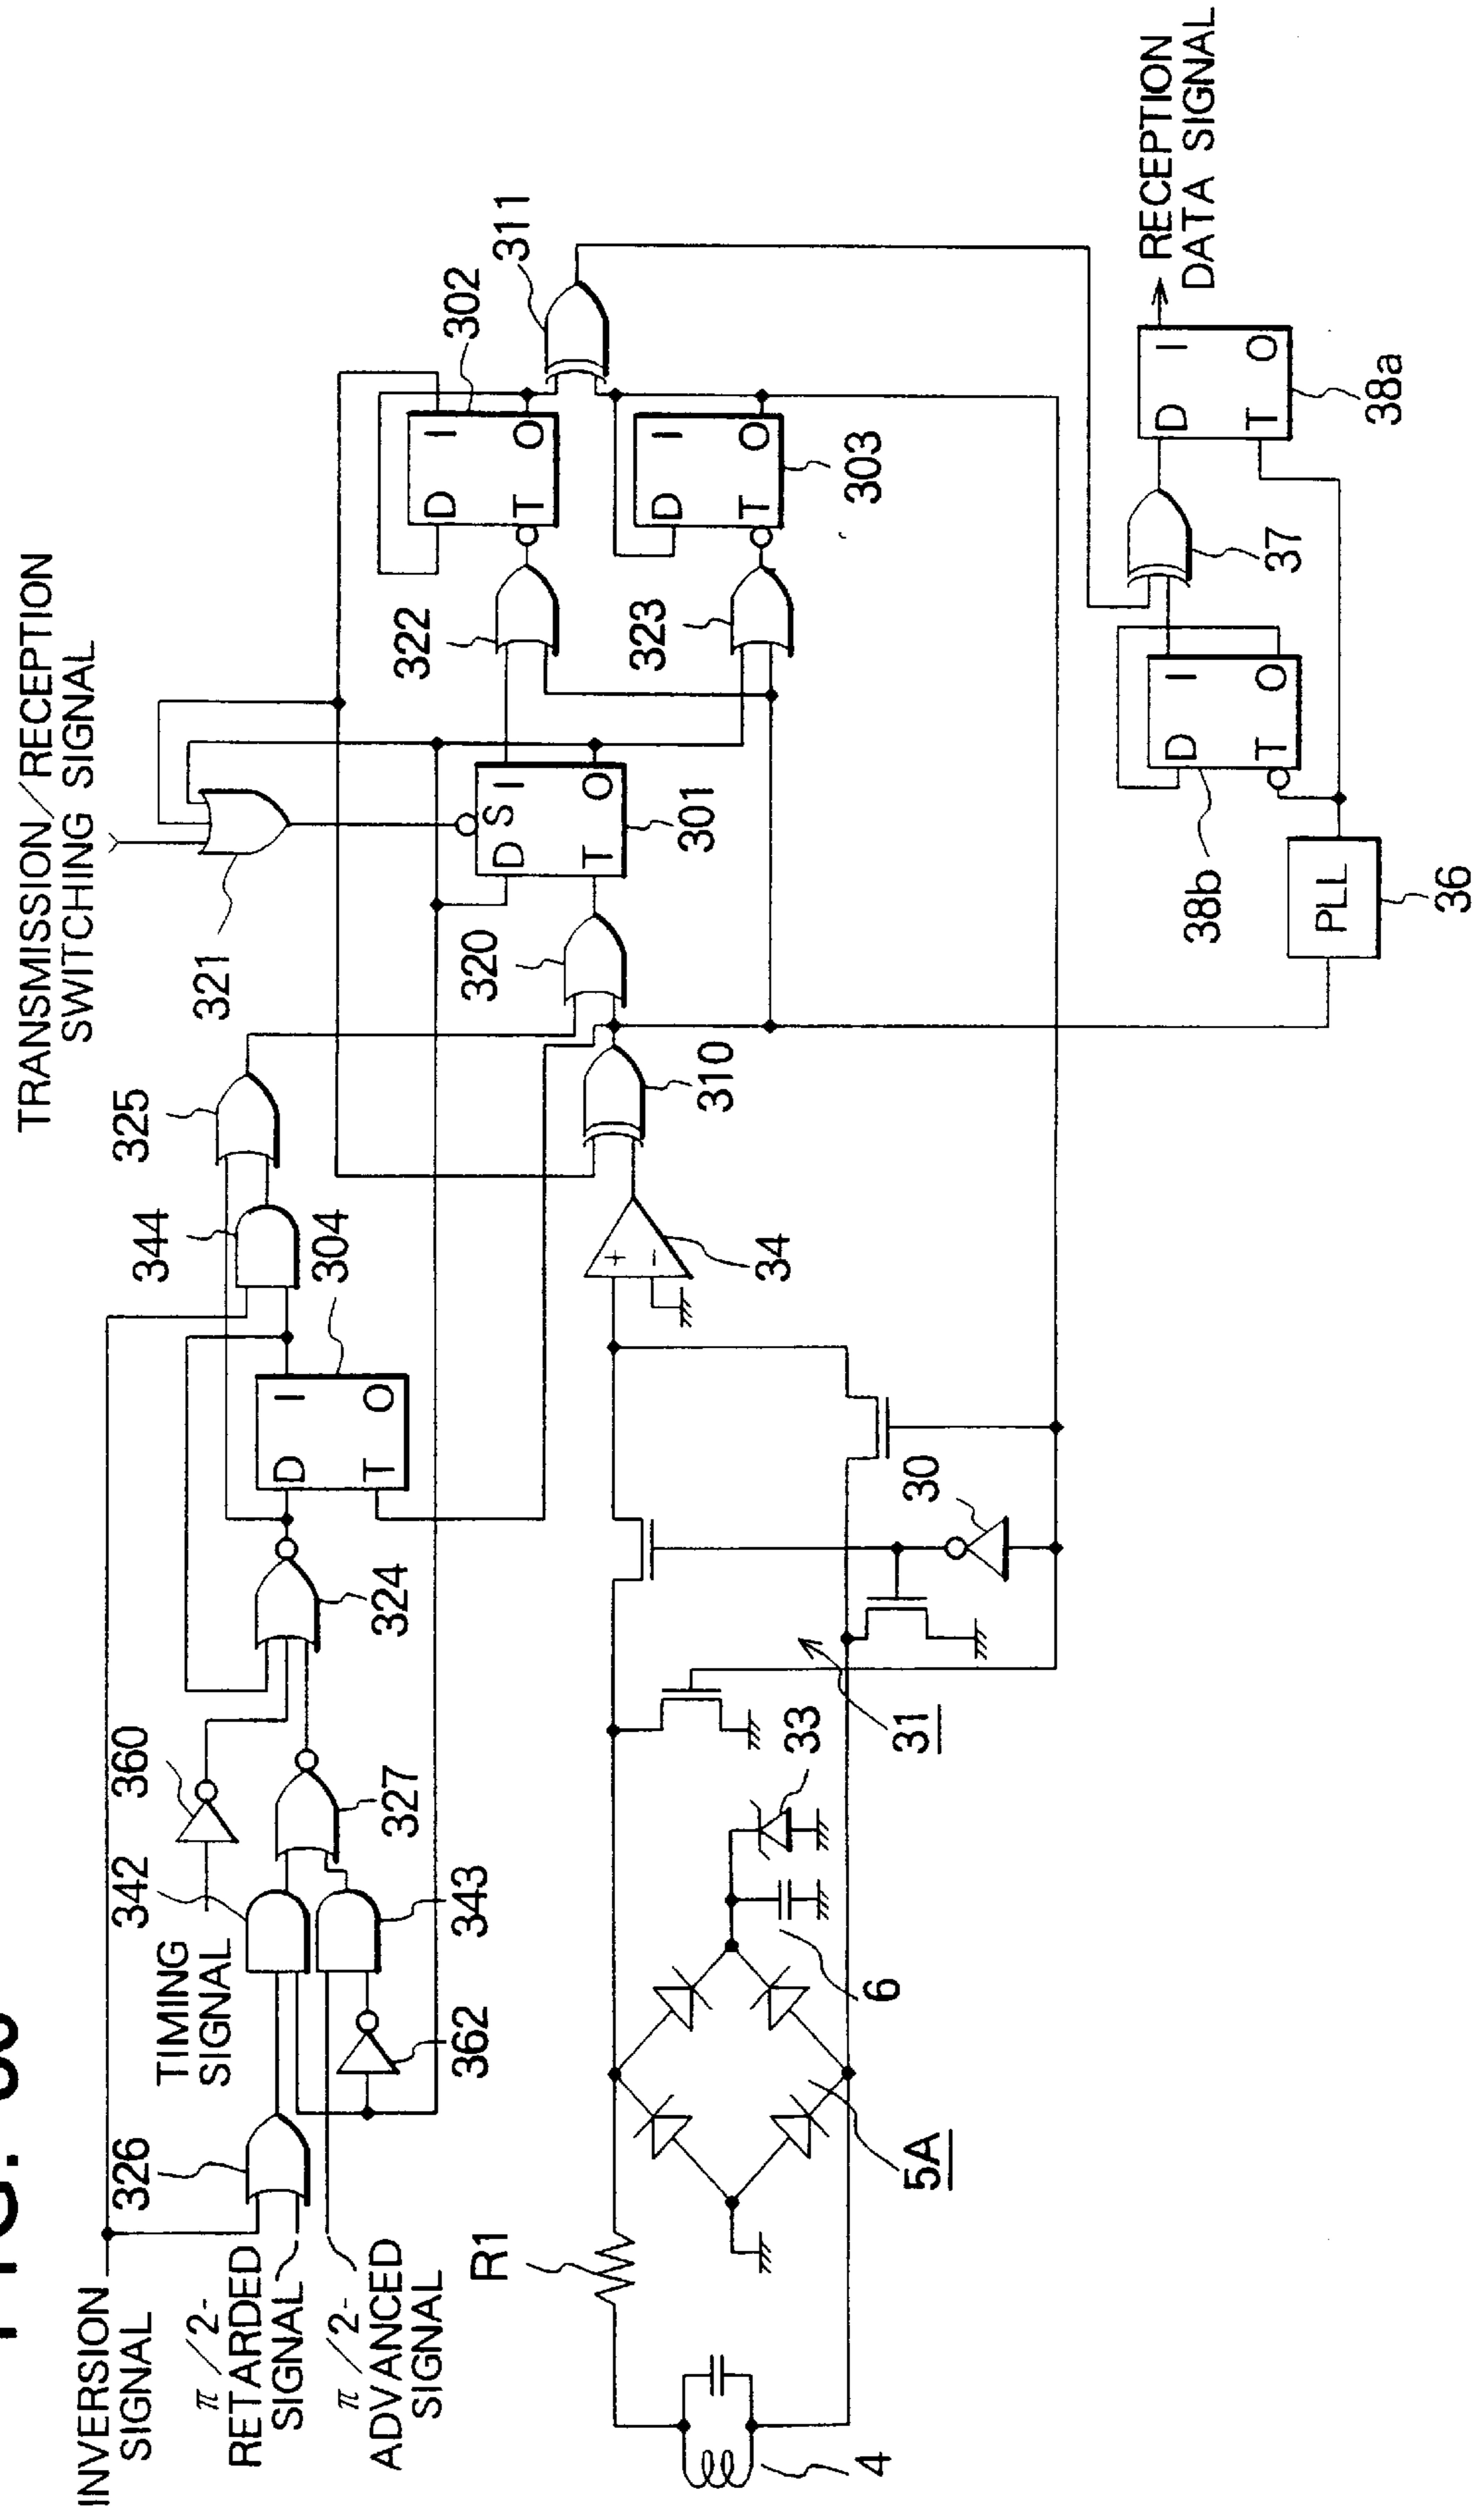 INVERSION
SIGNAL
π/2-
RETARDED
SIGNAL
π/2-
ADVANCED
SIGNAL
326
TIMING
SIGNAL
342
360
362
343
327
324
D
I
T
O
304
344
325
TRANSMISSION/RECEPTION
SWITCHING SIGNAL
321
320
D
S
I
T
O
301
322
323
D
I
T
O
302
D
I
T
O
303
311
310
+
-
34
R1
4
5A
6
33
31
30
PLL
36
38b
D
I
T
O
37
D
I
T
O
38a
RECEPTION
DATA SIGNAL